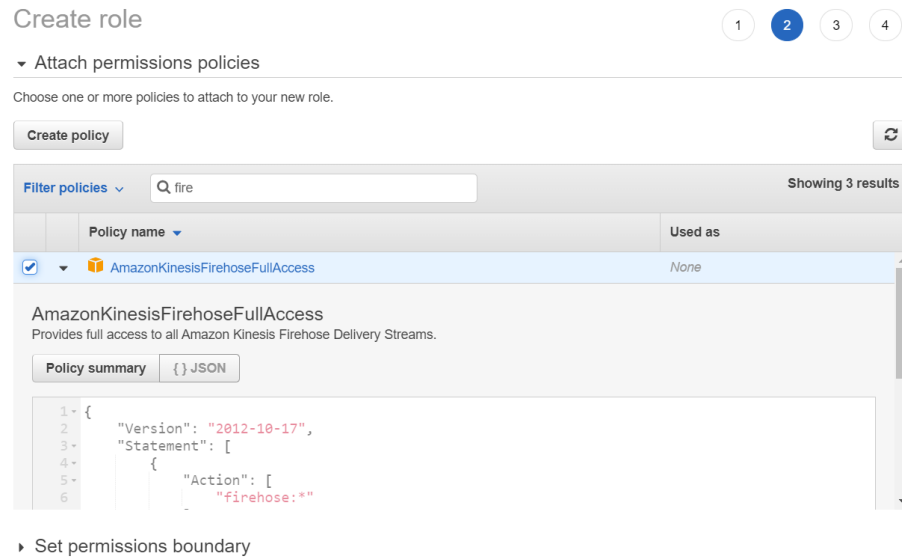 Create role
1 2 3 4
Attach permissions policies
Choose one or more policies to attach to your new role.
Create policy
Filter policies fire Showing 3 results
Policy name Used as
AmazonKinesisFirehoseFullAccess None
AmazonKinesisFirehoseFullAccess
Provides full access to all Amazon Kinesis Firehose Delivery Streams.
Policy summary { } JSON
1 {
2 "Version": "2012-10-17",
3 "Statement": [
4 {
5 "Action": [
6 "firehose:*"
Set permissions boundary